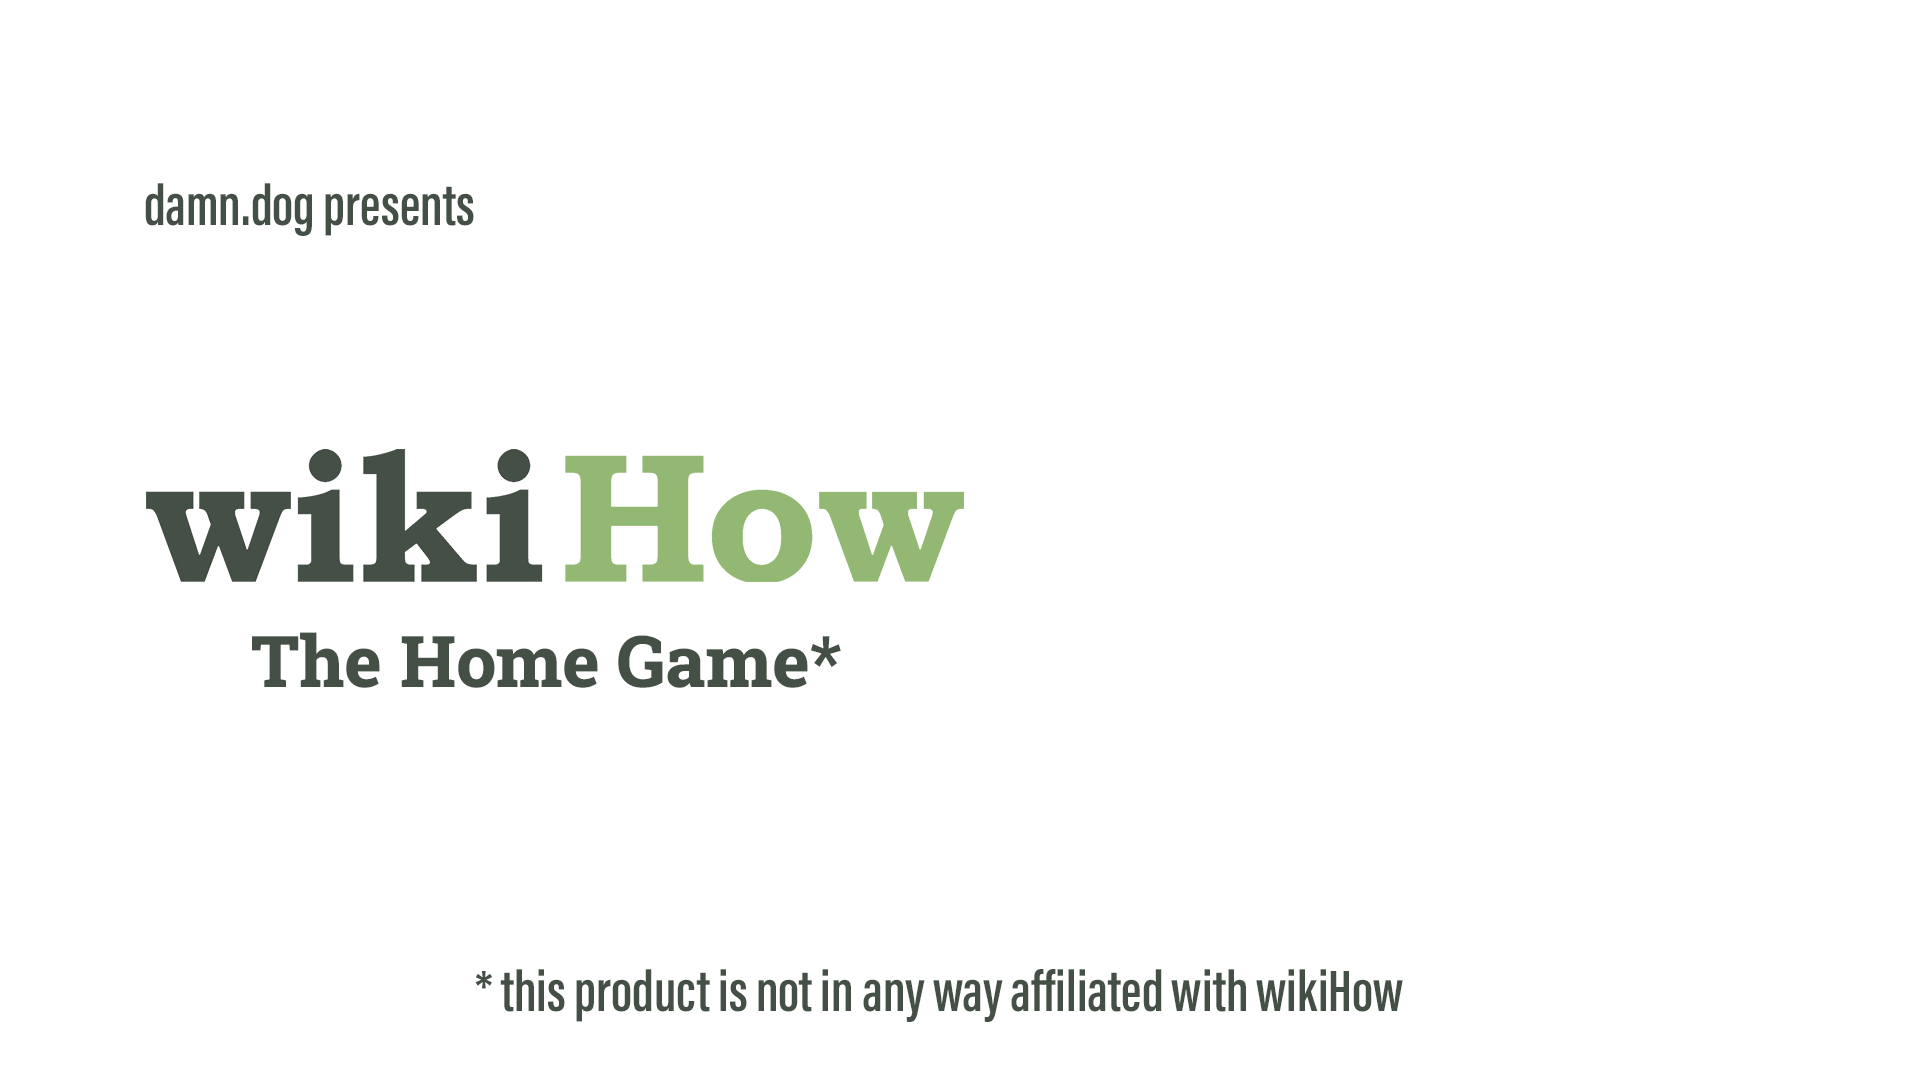 damn.dog presents
wikiHow
The Home Game*
* this product is not in any way affiliated with wikiHow